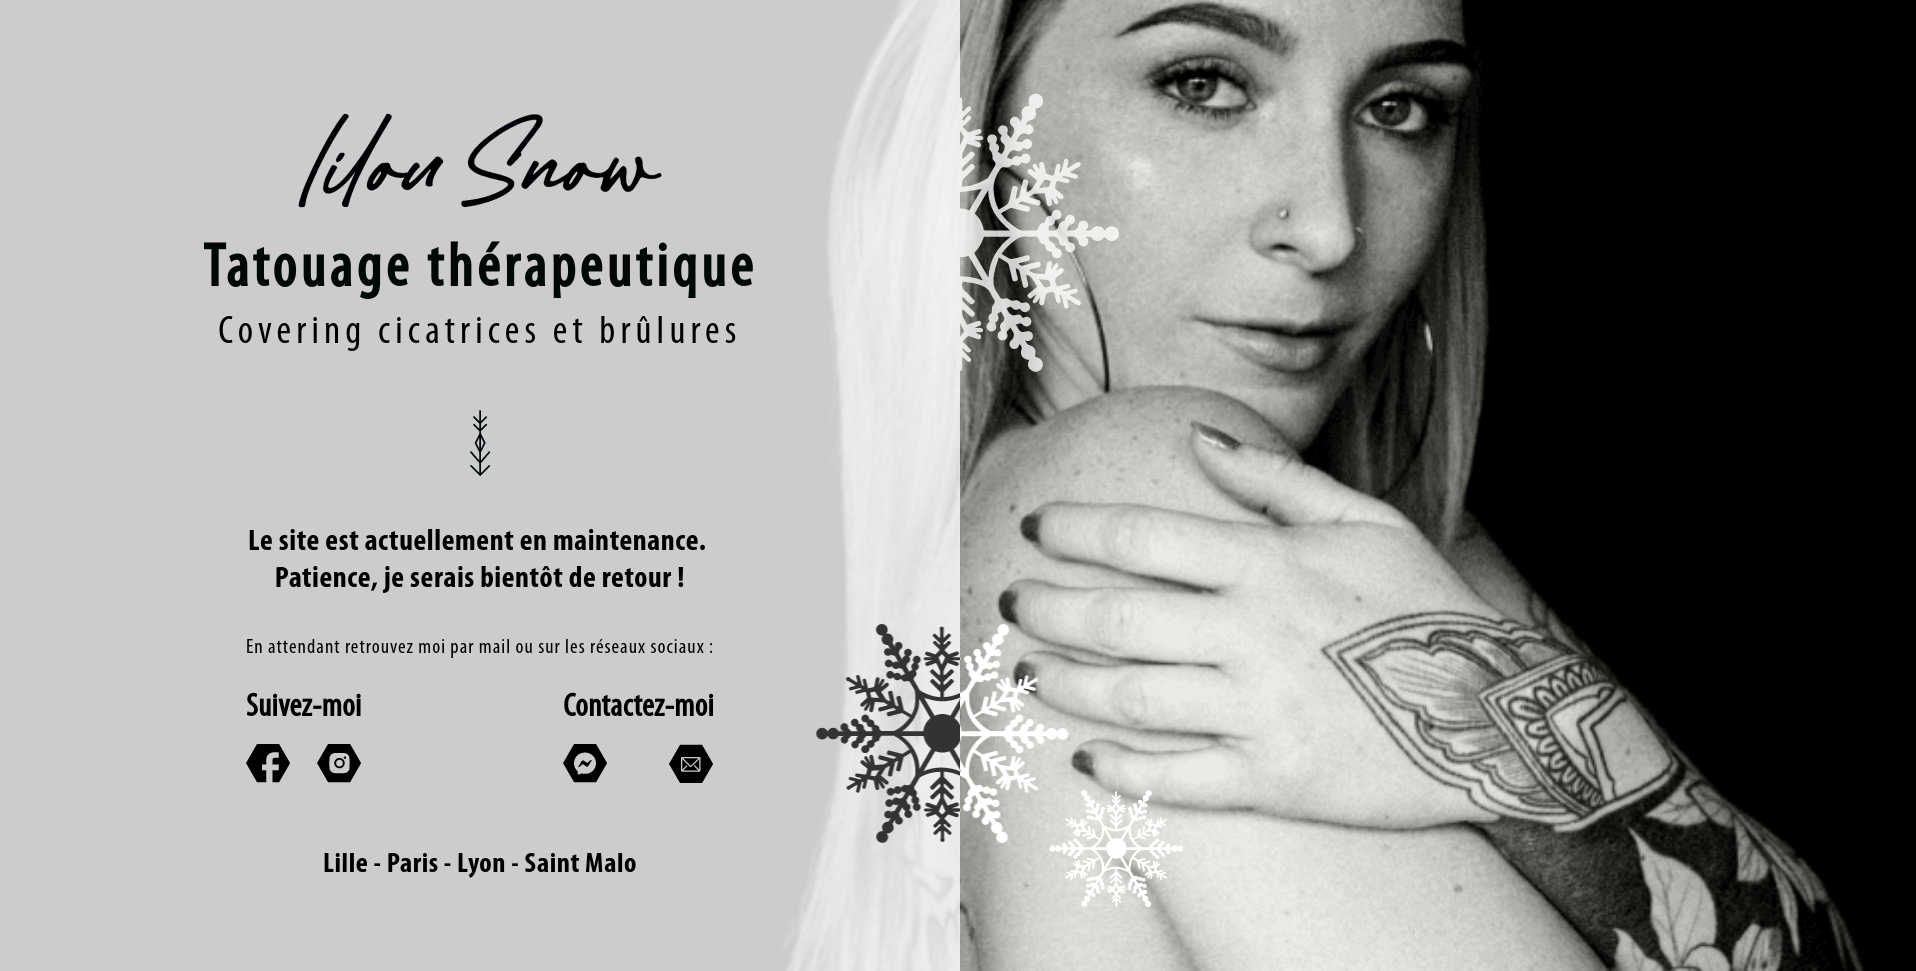 lilou Snow
Tatouage thérapeutique
Covering cicatrices et brûlures
Le site est actuellement en maintenance.
Patience, je serais bientôt de retour !
En attendant retrouvez moi par mail ou sur les réseaux sociaux :
Suivez-moi
Contactez-moi
Lille - Paris - Lyon - Saint Malo